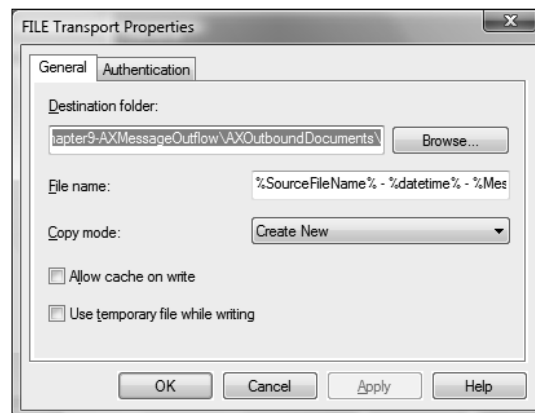 FILE Transport Properties
General Authentication
Destination folder:
hapter9-AXMessageOutflow\AXOutboundDocuments\ Browse...
File name: %SourceFileName% - %datetime% - %Mes
Copy mode: Create New
Allow cache on write
Use temporary file while writing
OK Cancel Apply Help